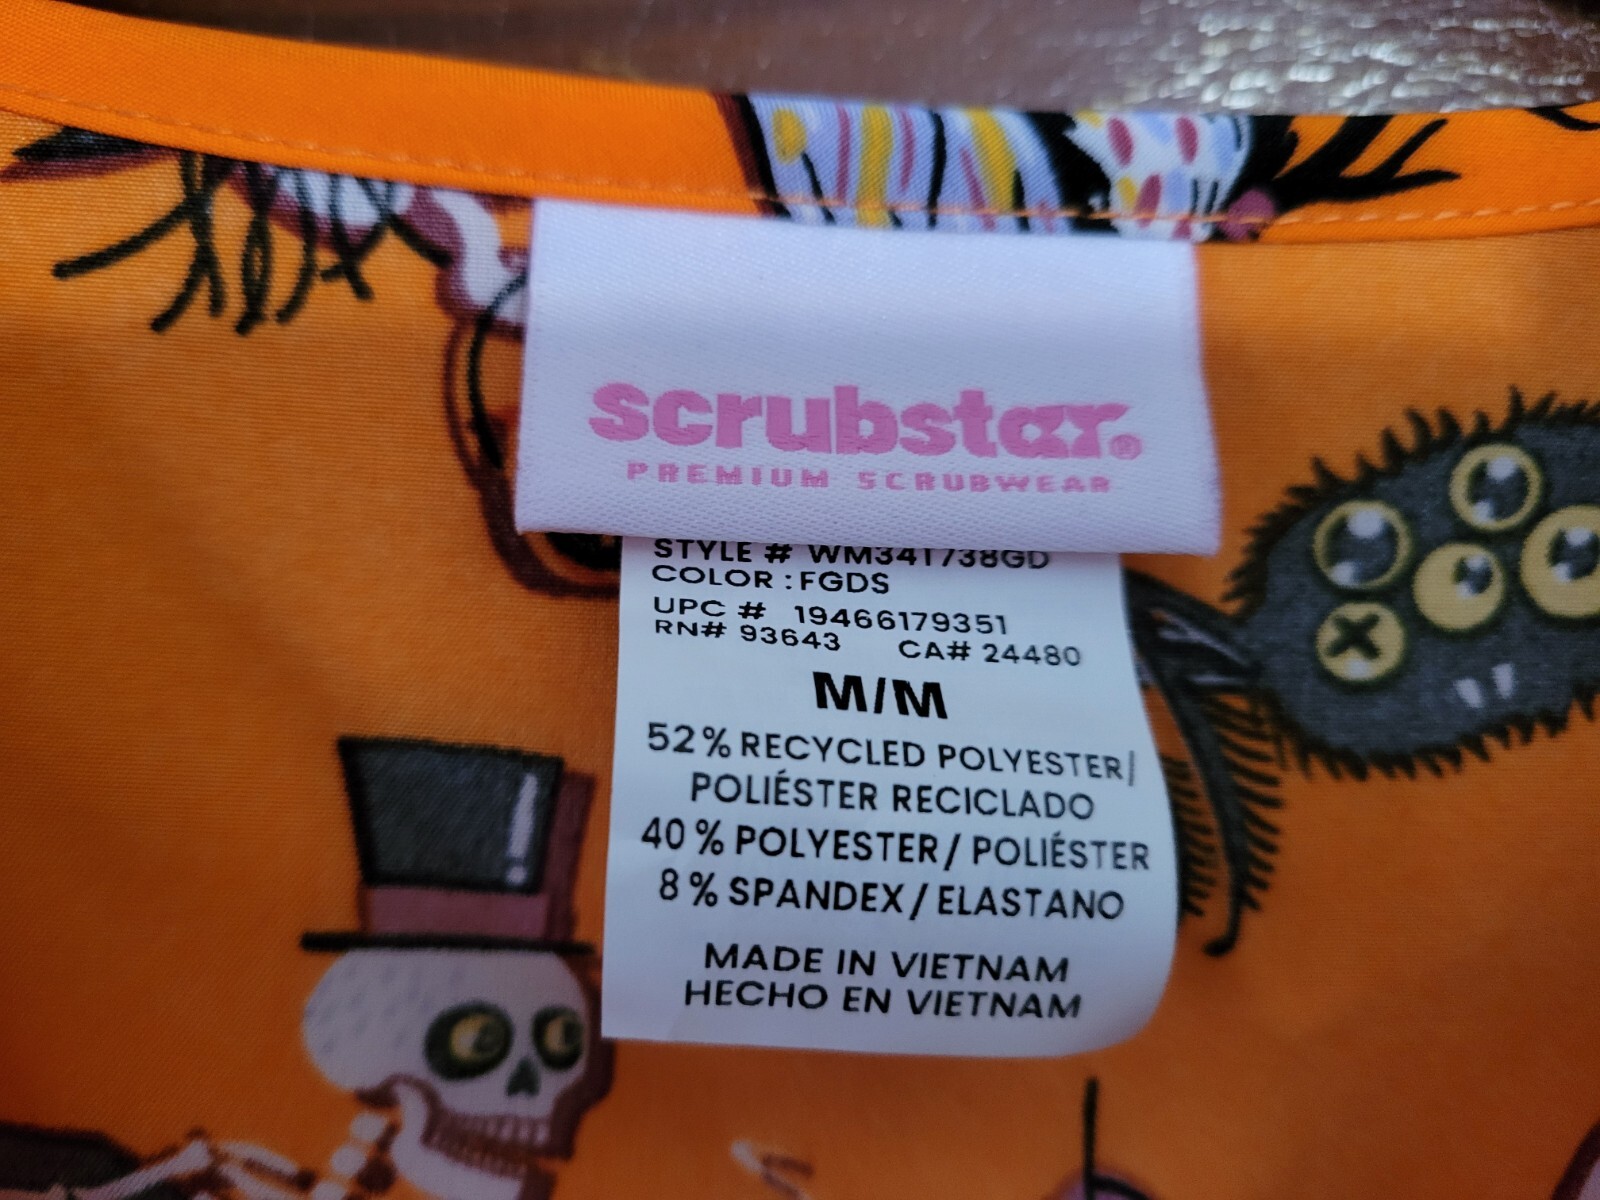 scrubstar®
PREMIUM SCRUBWEAR
STYLE # WM341738GD
COLOR : FGDS
UPC # 19466179351
RN# 93643 CA# 24480
M/M
52% RECYCLED POLYESTER/
POLIÉSTER RECICLADO
40% POLYESTER / POLIÉSTER
8% SPANDEX / ELASTANO
MADE IN VIETNAM
HECHO EN VIETNAM